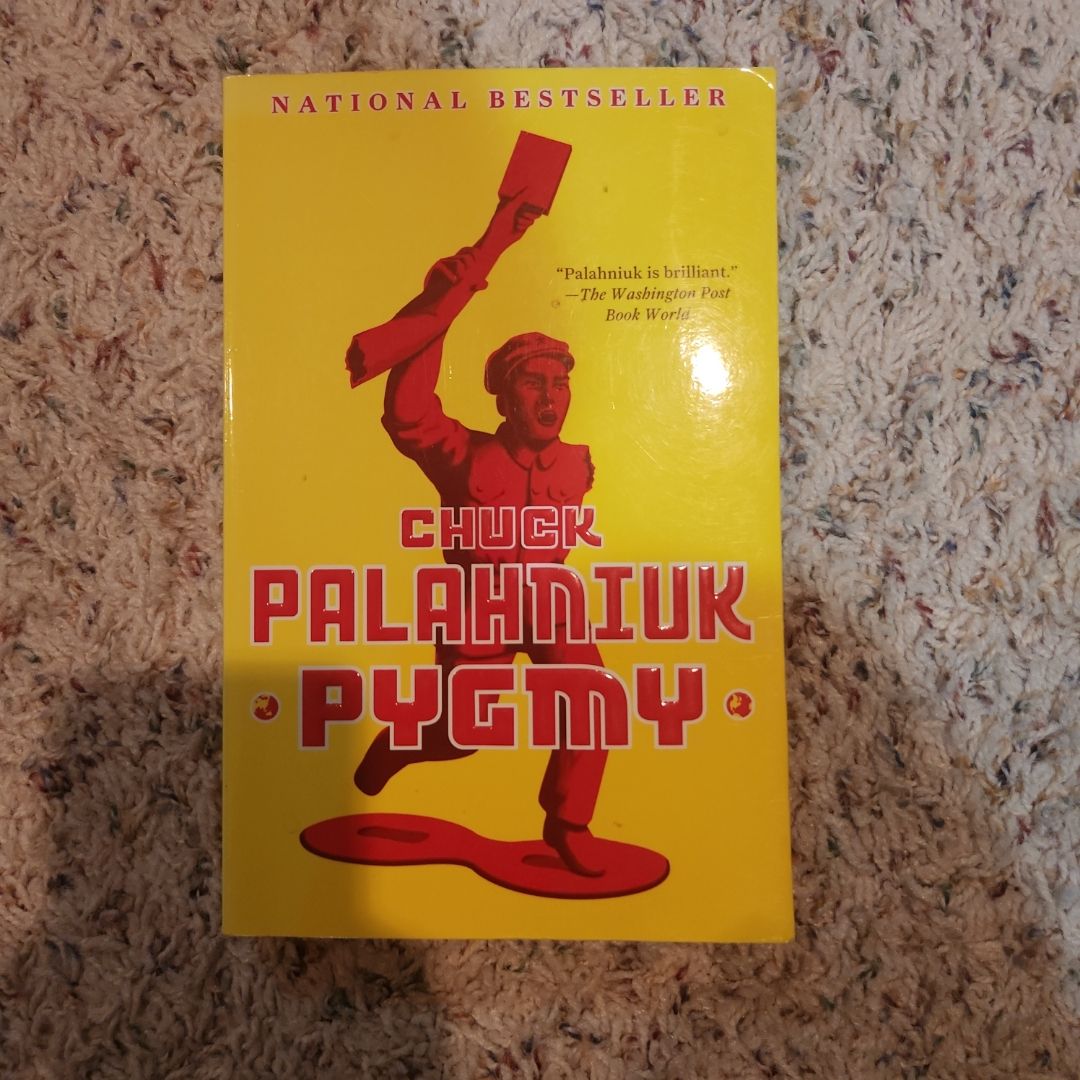 NATIONAL BESTSELLER
“Palahniuk is brilliant.”
—The Washington Post
Book World
CHUCK
PALAHNIUK
PYGMY